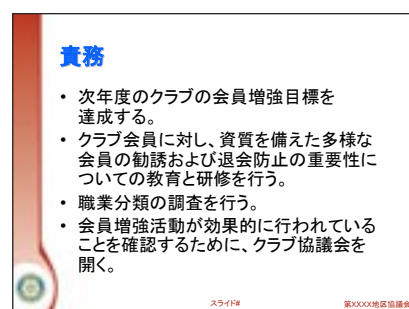 責務
• 次年度のクラブの会員増強目標を
達成する。
• クラブ会員に対し、資質を備えた多様な
会員の勧誘および退会防止の重要性に
ついての教育と研修を行う。
• 職業分類の調査を行う。
• 会員増強活動が効果的に行われている
ことを確認するために、クラブ協議会を
開く。
スライド#
第XXXX地区協議会